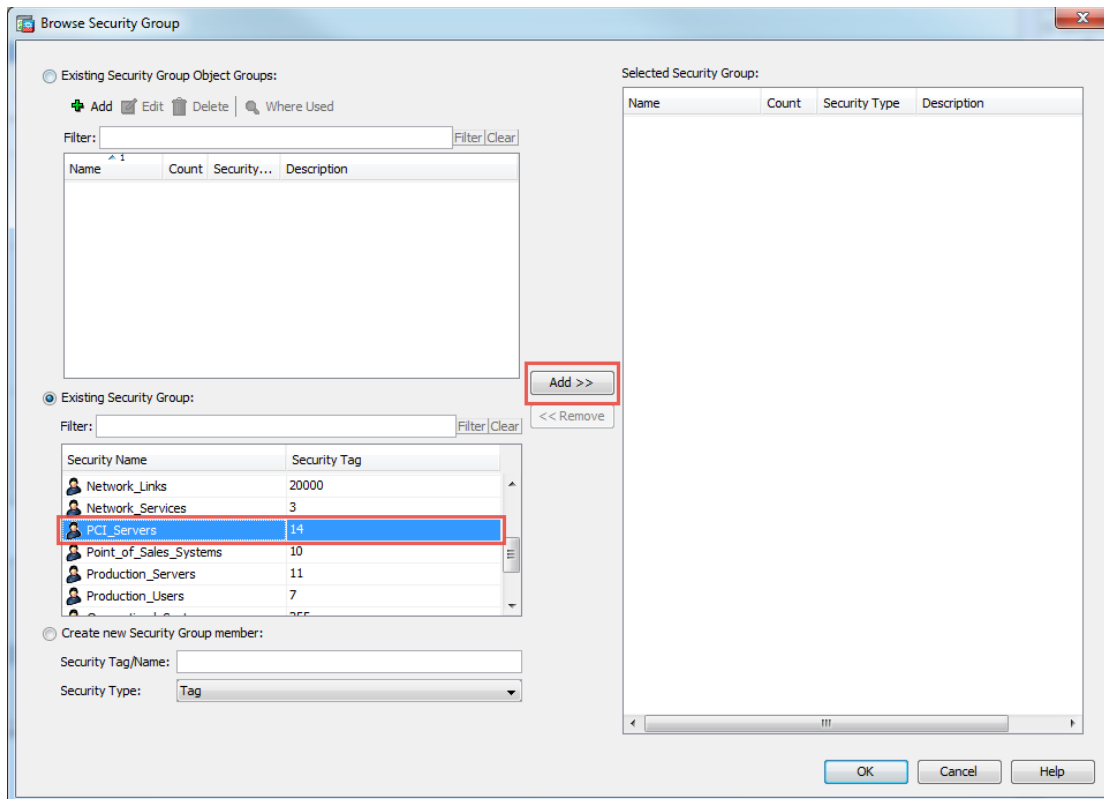 Browse Security Group
Existing Security Group Object Groups:
Add Edit Delete Where Used
Filter: Filter Clear
Name 1 Count Security... Description
Existing Security Group:
Filter: Filter Clear
Security Name Security Tag
Network_Links 20000
Network_Services 3
PCI_Servers 14
Point_of_Sales_Systems 10
Production_Servers 11
Production_Users 7
Create new Security Group member:
Security Tag/Name:
Security Type: Tag
Add >>
<< Remove
Selected Security Group:
Name Count Security Type Description
OK Cancel Help